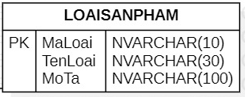 LOAISANPHAM
PK MaLoai NVARCHAR(10)
TenLoai NVARCHAR(30)
MoTa NVARCHAR(100)